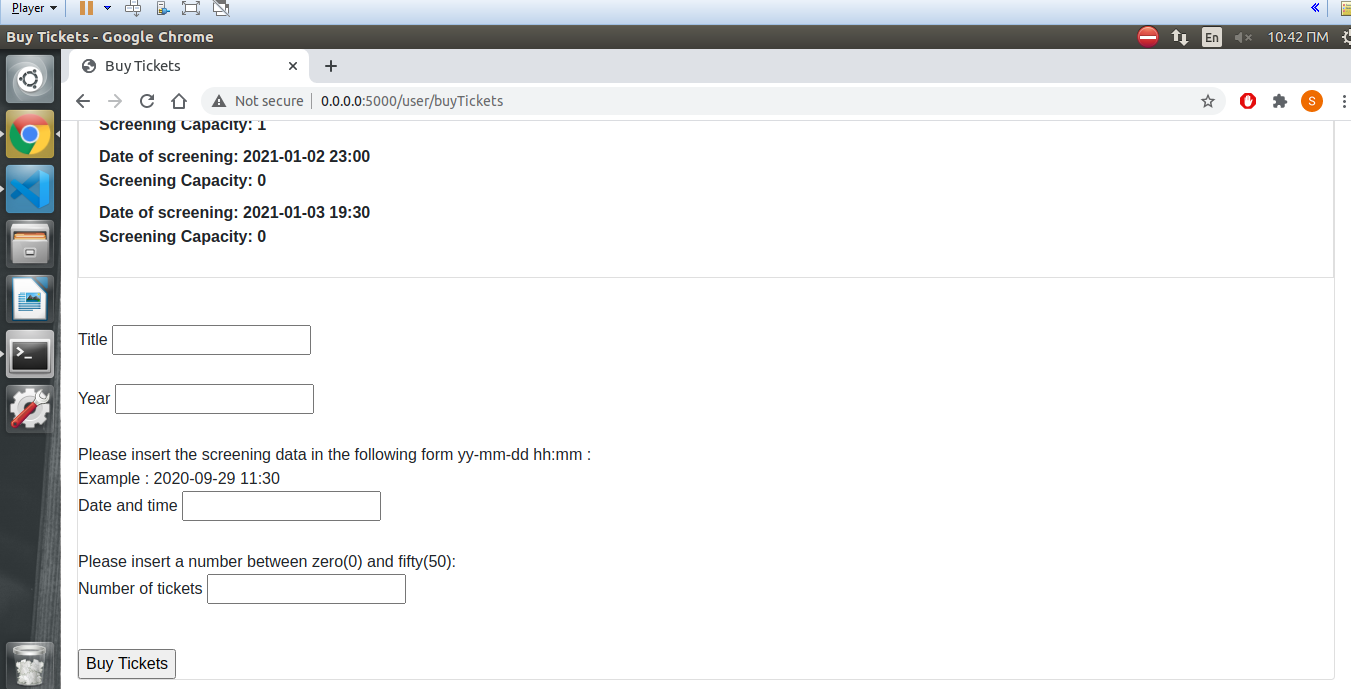 Player
Buy Tickets - Google Chrome
En
10:42 ΠΜ
Buy Tickets
Not secure
0.0.0.0:5000/user/buyTickets
S
Screening Capacity: 1
Date of screening: 2021-01-02 23:00
Screening Capacity: 0
Date of screening: 2021-01-03 19:30
Screening Capacity: 0
Title
Year
Please insert the screening data in the following form yy-mm-dd hh:mm :
Example : 2020-09-29 11:30
Date and time
Please insert a number between zero(0) and fifty(50):
Number of tickets
Buy Tickets